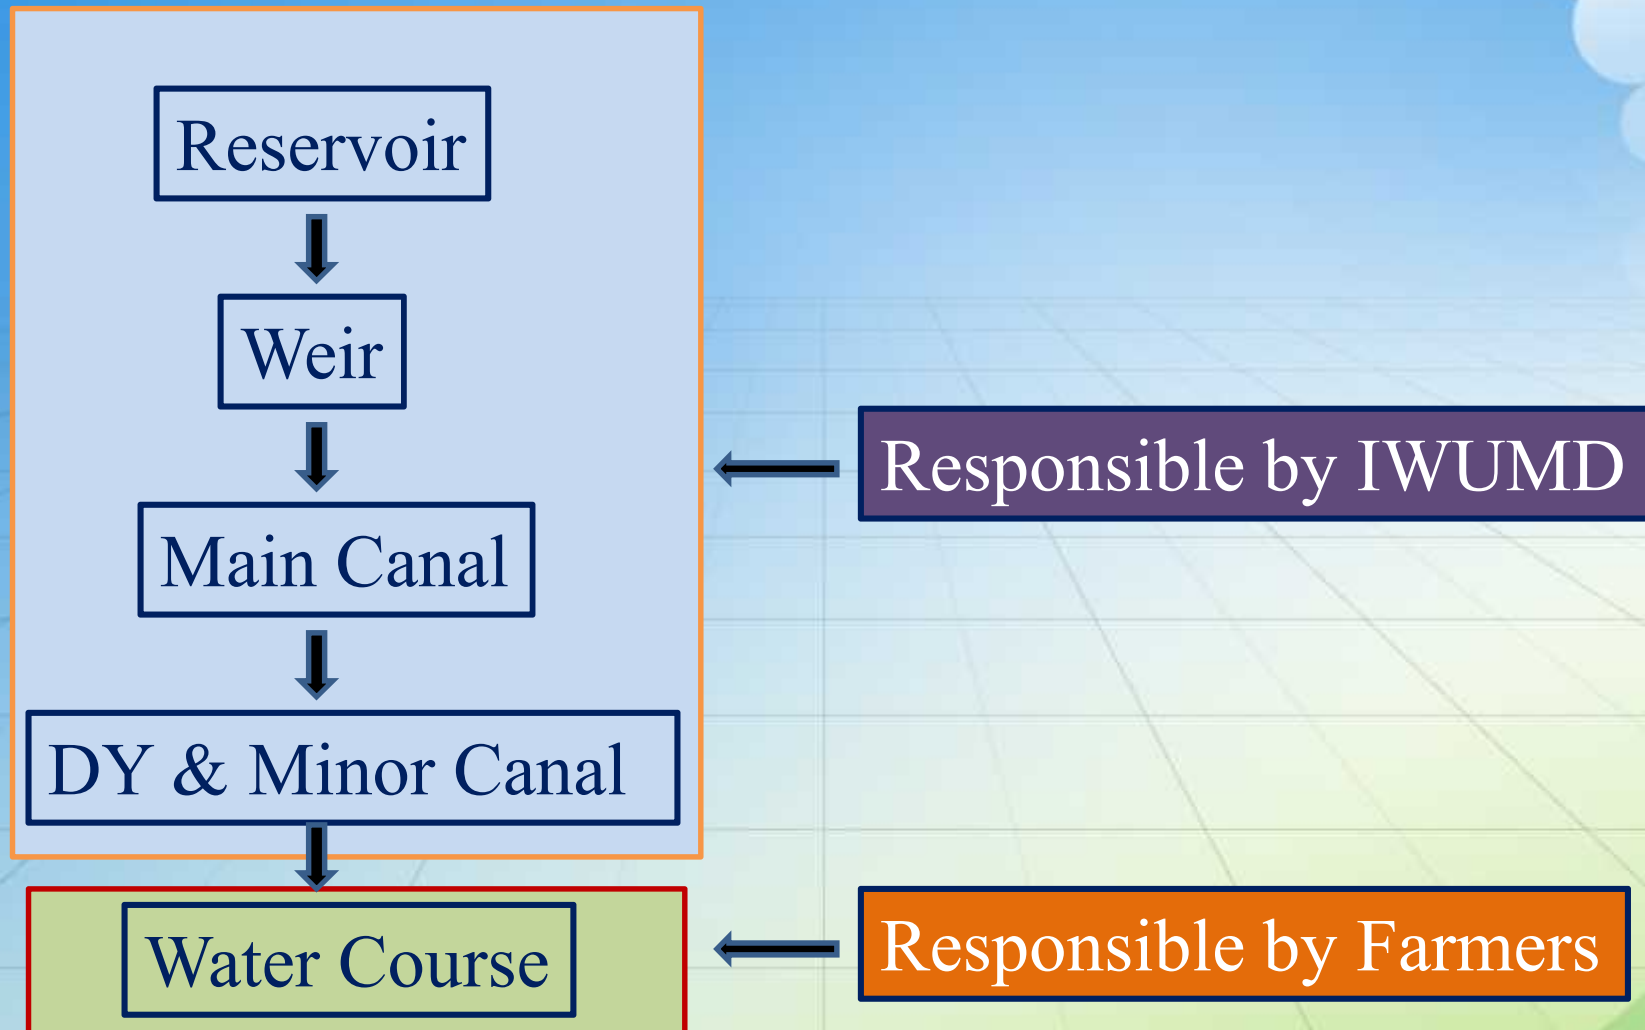 Reservoir
Weir
Main Canal
DY & Minor Canal
Water Course
Responsible by IWUMD
Responsible by Farmers